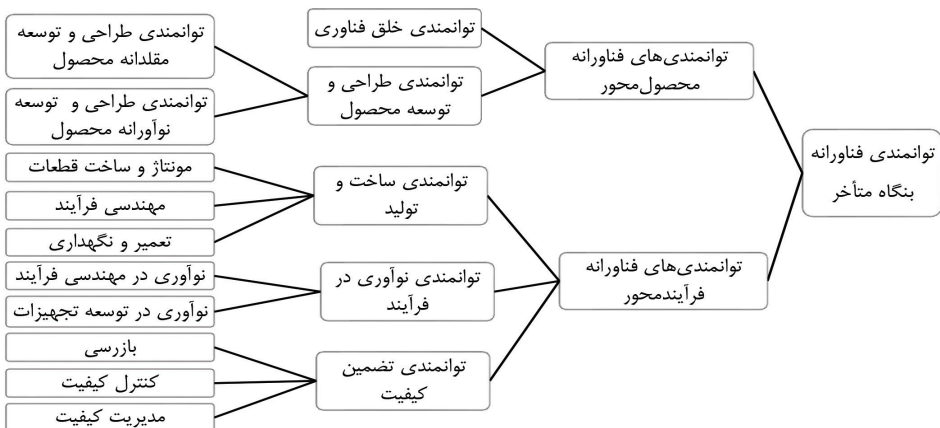 توانمندی فناورانه
بنگاه متأخر
توانمندی‌های فناورانه
محصول‌محور
توانمندی خلق فناوری
توانمندی طراحی و
توسعه محصول
توانمندی طراحی و توسعه
مقلدانه محصول
توانمندی طراحی و توسعه
نوآورانه محصول
توانمندی‌های فناورانه
فرآیندمحور
توانمندی ساخت و
تولید
مونتاژ و ساخت قطعات
مهندسی فرآیند
تعمیر و نگهداری
توانمندی نوآوری در
فرآیند
نوآوری در مهندسی فرآیند
نوآوری در توسعه تجهیزات
توانمندی تضمین
کیفیت
بازرسی
کنترل کیفیت
مدیریت کیفیت